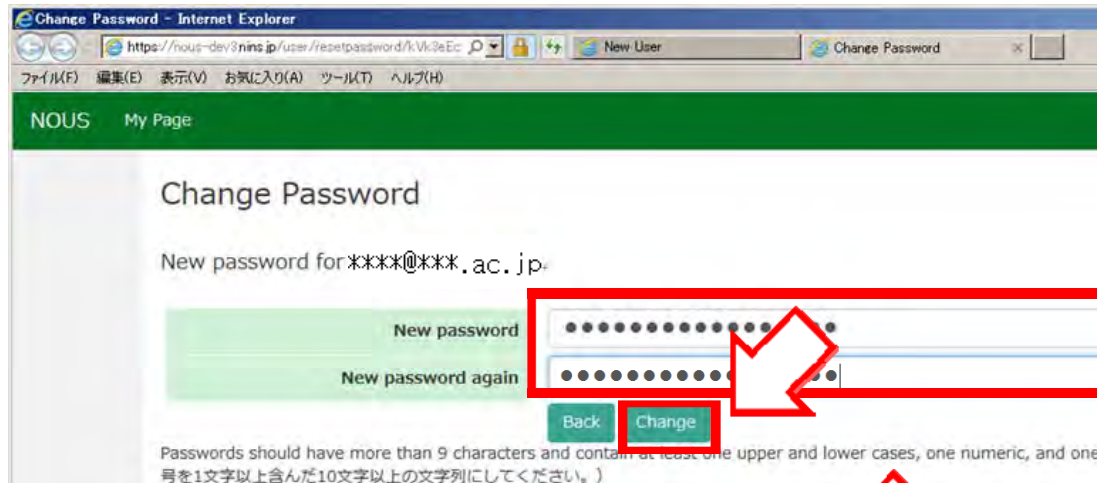 Change Password - Internet Explorer
https://nous-dev3nins.jp/user/resetpassword/kVk3eEc New User Change Password
ファイル(F) 編集(E) 表示(V) お気に入り(A) ツール(T) ヘルプ(H)
NOUS My Page
Change Password
New password for ****@***.ac.jp.
New password
New password again
Back Change
Passwords should have more than 9 characters and contain at least one upper and lower cases, one numeric, and one
号を1文字以上含んだ10文字以上の文字列にしてください。)